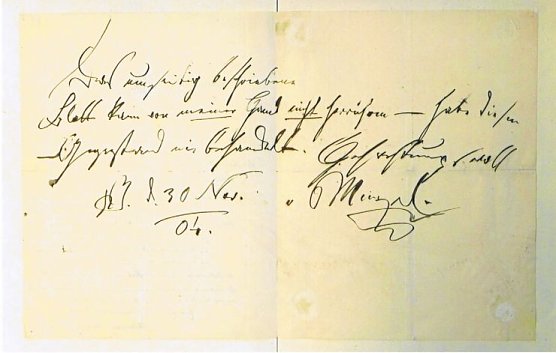 Das umseitig beschriebene
Blatt kann von meiner Hand nicht herrühren — habe diesen
Gegenstand nie behandelt. Hochachtungsvoll
d. 30 Nov. Menzel.
04.